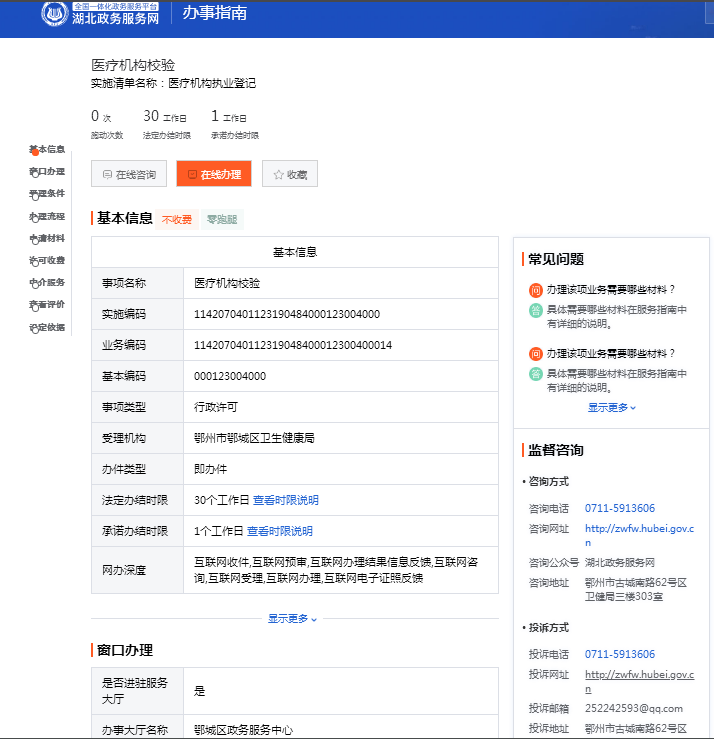 全国一体化政务服务平台
湖北政务服务网
办事指南
医疗机构校验
实施清单名称：医疗机构执业登记
0 次
30 工作日
1 工作日
跑动次数
法定办结时限
承诺办结时限
在线咨询
在线办理
收藏
基本信息
窗口办理
受理条件
办理流程
申请材料
许可收费
中介服务
查看评价
设定依据
基本信息
不收费
零跑腿
基本信息
事项名称 医疗机构校验
实施编码 1142070401123190484000123004000
业务编码 114207040112319048400012300400014
基本编码 000123004000
事项类型 行政许可
受理机构 鄂州市鄂城区卫生健康局
办件类型 即办件
法定办结时限 30个工作日 查看时限说明
承诺办结时限 1个工作日 查看时限说明
网办深度 互联网收件,互联网预审,互联网办理结果信息反馈,互联网咨
询,互联网受理,互联网办理,互联网电子证照反馈
显示更多
窗口办理
是否进驻服务
大厅
是
办事大厅名称 鄂城区政务服务中心
常见问题
问 办理该项业务需要哪些材料？
答 具体需要哪些材料在服务指南中
有详细的说明。
问 办理该项业务需要哪些材料？
答 具体需要哪些材料在服务指南中
有详细的说明。
显示更多
监督咨询
• 咨询方式
咨询电话 0711-5913606
咨询网址 http://zwfw.hubei.gov.c
n
咨询公众号 湖北政务服务网
咨询地址 鄂州市古城南路62号区
卫健局三楼303室
• 投诉方式
投诉电话 0711-5913606
投诉网址 http://zwfw.hubei.gov.c
n
投诉邮箱 252242593@qq.com
投诉地址 鄂州市古城南路62号区